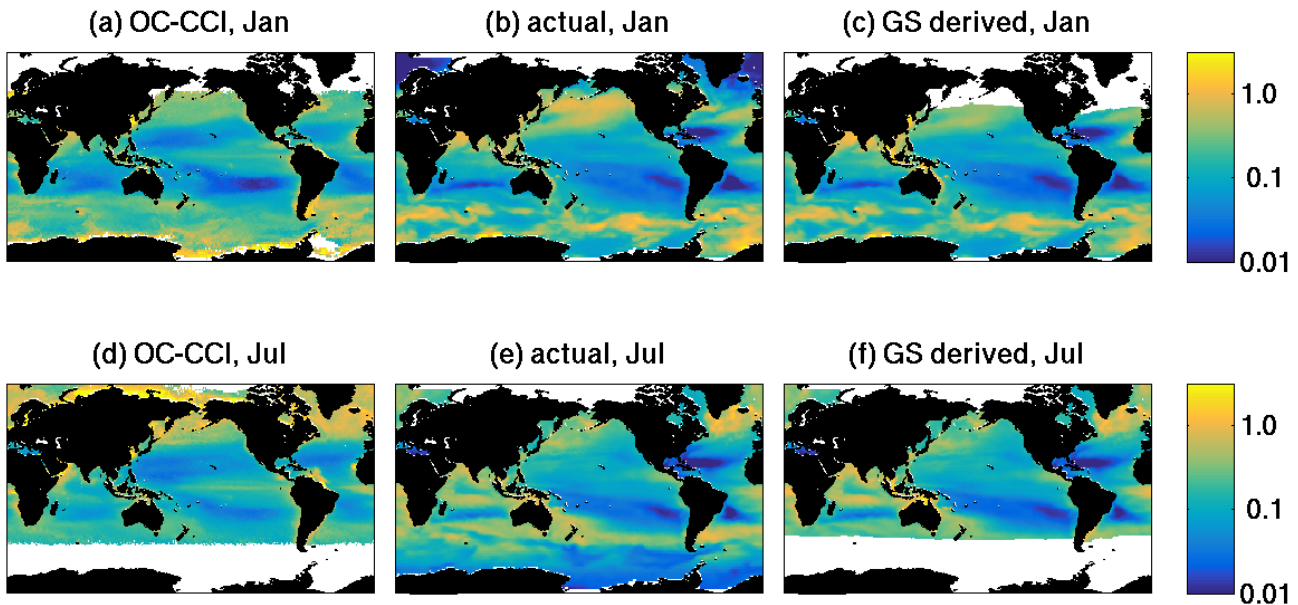 (a) OC-CCI, Jan
(b) actual, Jan
(c) GS derived, Jan
1.0
0.1
0.01
(d) OC-CCI, Jul
(e) actual, Jul
(f) GS derived, Jul
1.0
0.1
0.01